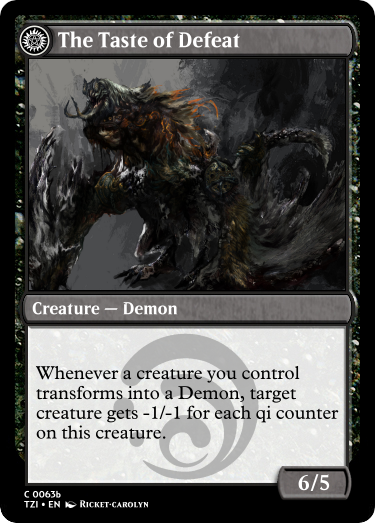 The Taste of Defeat
Creature — Demon
Whenever a creature you control
transforms into a Demon, target
creature gets -1/-1 for each qi counter
on this creature.
6/5
C 0063b
TZI • EN Ricket-carolyn